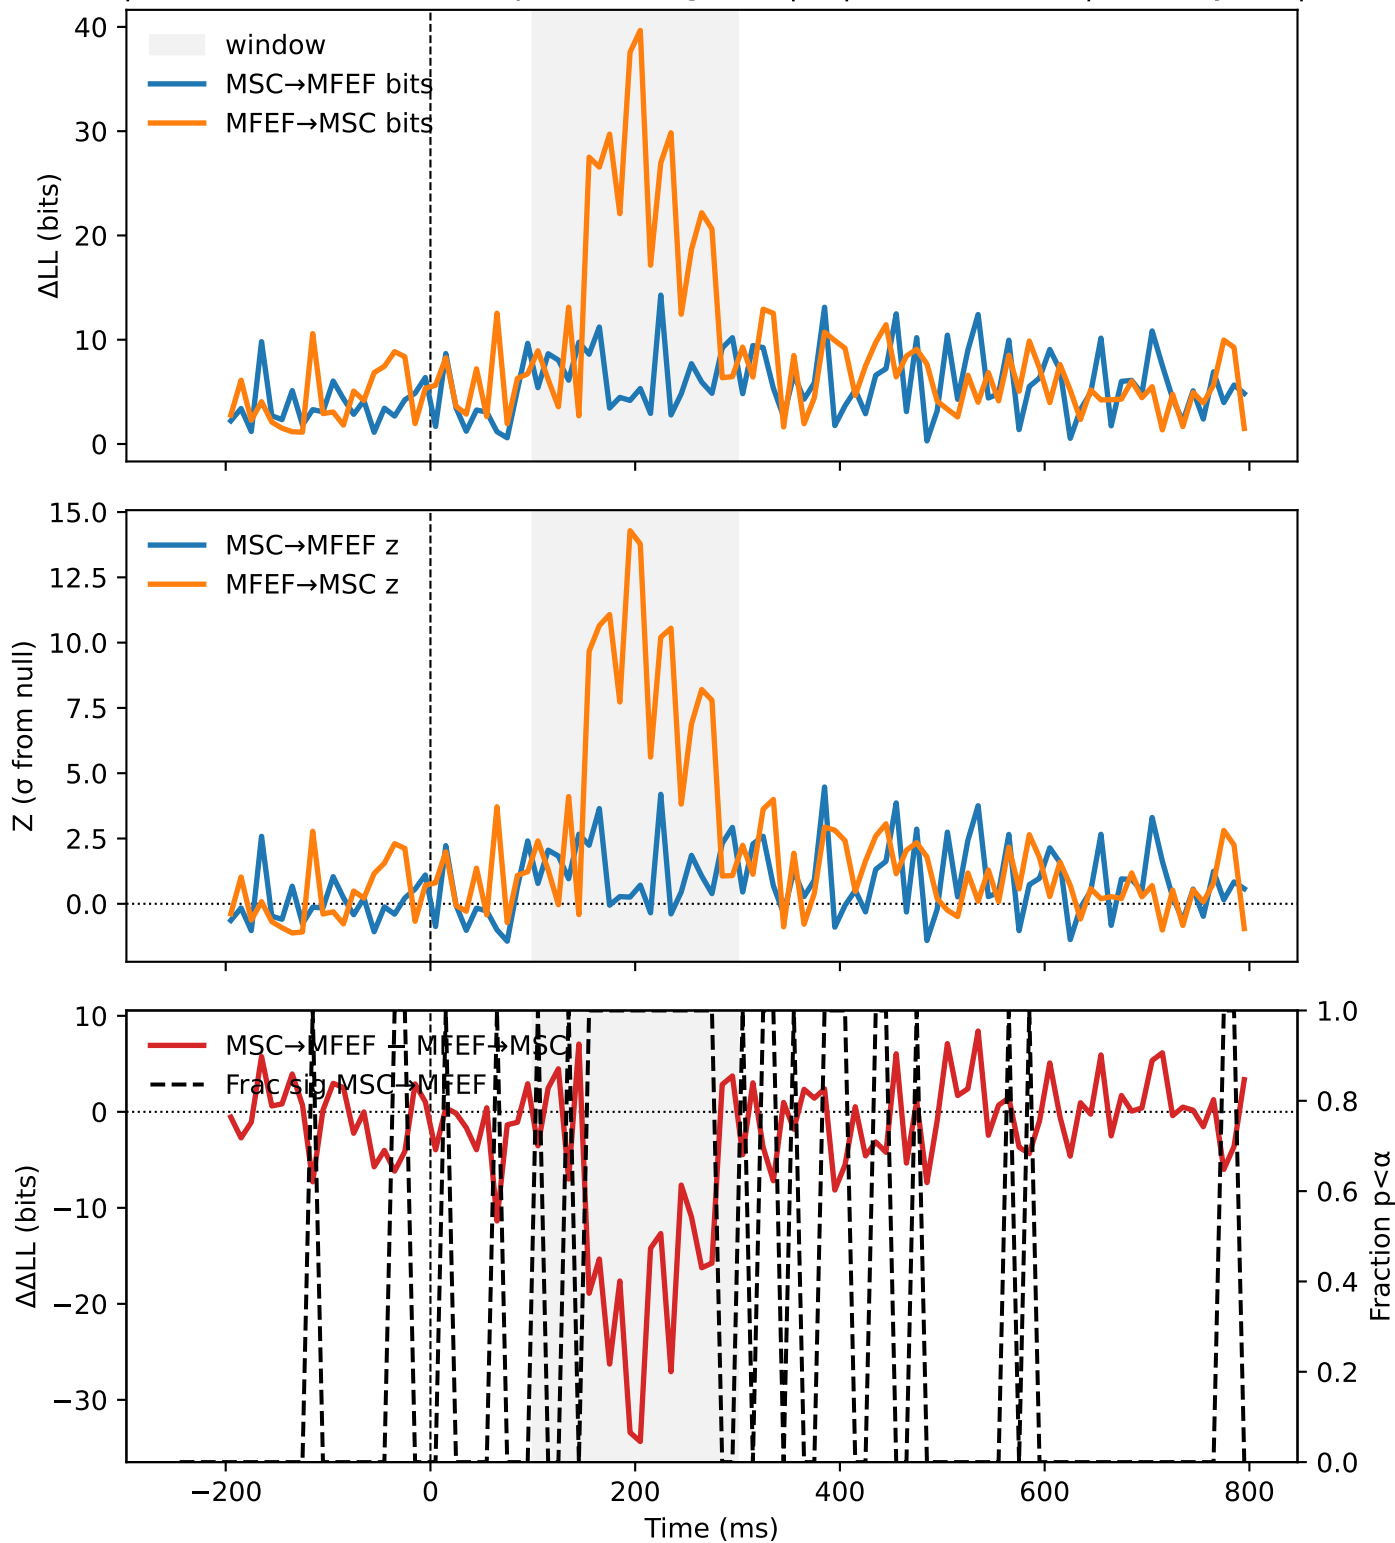 40
30
20
10
0
ΔLL (bits)
window
MSC→MFEF bits
MFEF→MSC bits
15.0
12.5
10.0
7.5
5.0
2.5
0.0
Z (σ from null)
MSC→MFEF z
MFEF→MSC z
10
0
−10
−20
−30
ΔΔLL (bits)
MSC→MFEF − MFEF→MSC
Frac sig MSC→MFEF
1.0
0.8
0.6
0.4
0.2
0.0
Fraction p<α
−200
0
200
400
600
800
Time (ms)